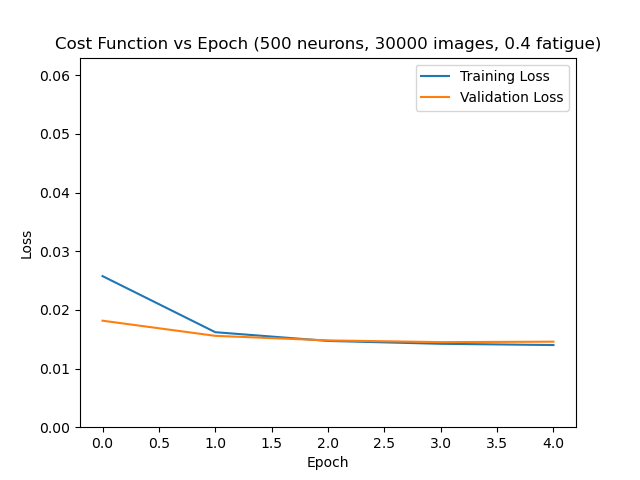 Cost Function vs Epoch (500 neurons, 30000 images, 0.4 fatigue)
Training Loss
Validation Loss
0.06
0.05
0.04
0.03
0.02
0.01
0.00
Loss
0.0 0.5 1.0 1.5 2.0 2.5 3.0 3.5 4.0
Epoch